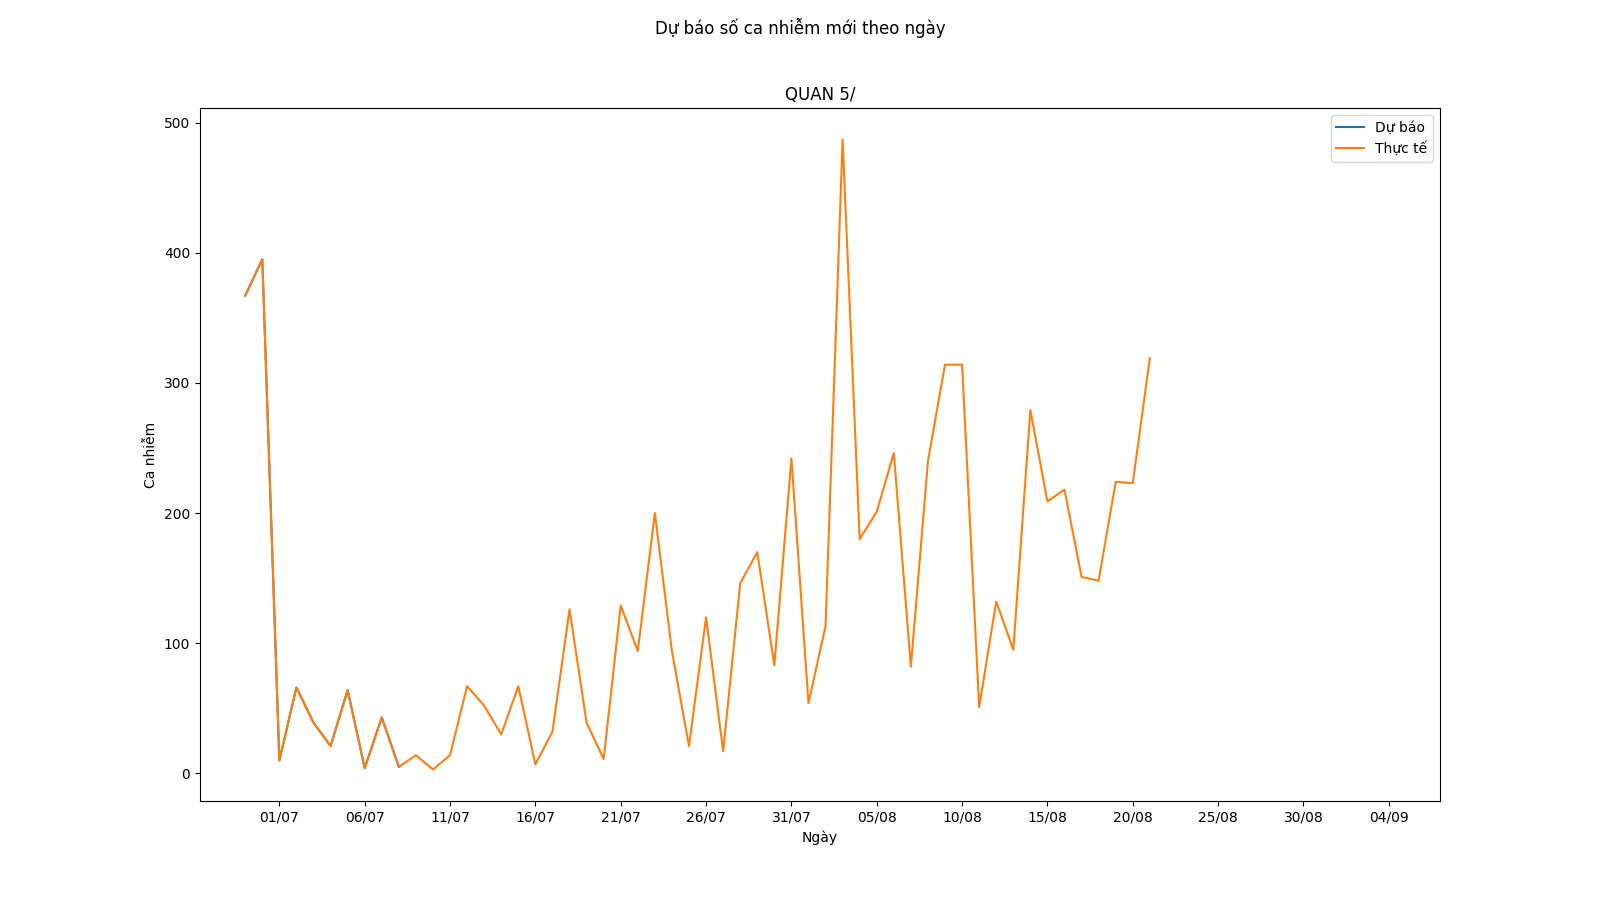 Dự báo số ca nhiễm mới theo ngày
QUAN 5/
Dự báo
Thực tế
500
400
300
200
100
0
Ca nhiễm
01/07 06/07 11/07 16/07 21/07 26/07 31/07 05/08 10/08 15/08 20/08 25/08 30/08 04/09
Ngày